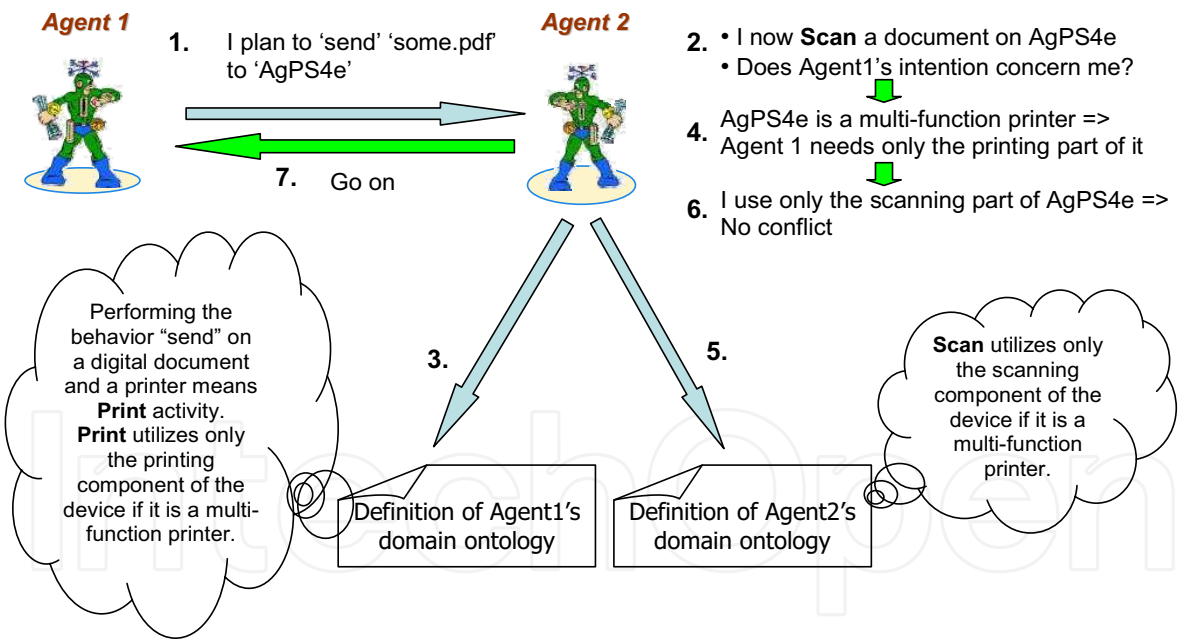 Agent 1
Agent 2
1. I plan to ‘send’ ‘some.pdf’
to ‘AgPS4e’
2. • I now Scan a document on AgPS4e
• Does Agent1’s intention concern me?
4. AgPS4e is a multi-function printer =>
Agent 1 needs only the printing part of it
7. Go on
6. I use only the scanning part of AgPS4e =>
No conflict
Performing the
behavior “send” on
a digital document
and a printer means
Print activity.
Print utilizes only
the printing
component of the
device if it is a multi-
function printer.
3.
5.
Scan utilizes only
the scanning
component of the
device if it is a
multi-function
printer.
Definition of Agent1’s
domain ontology
Definition of Agent2’s
domain ontology
IntechOpen